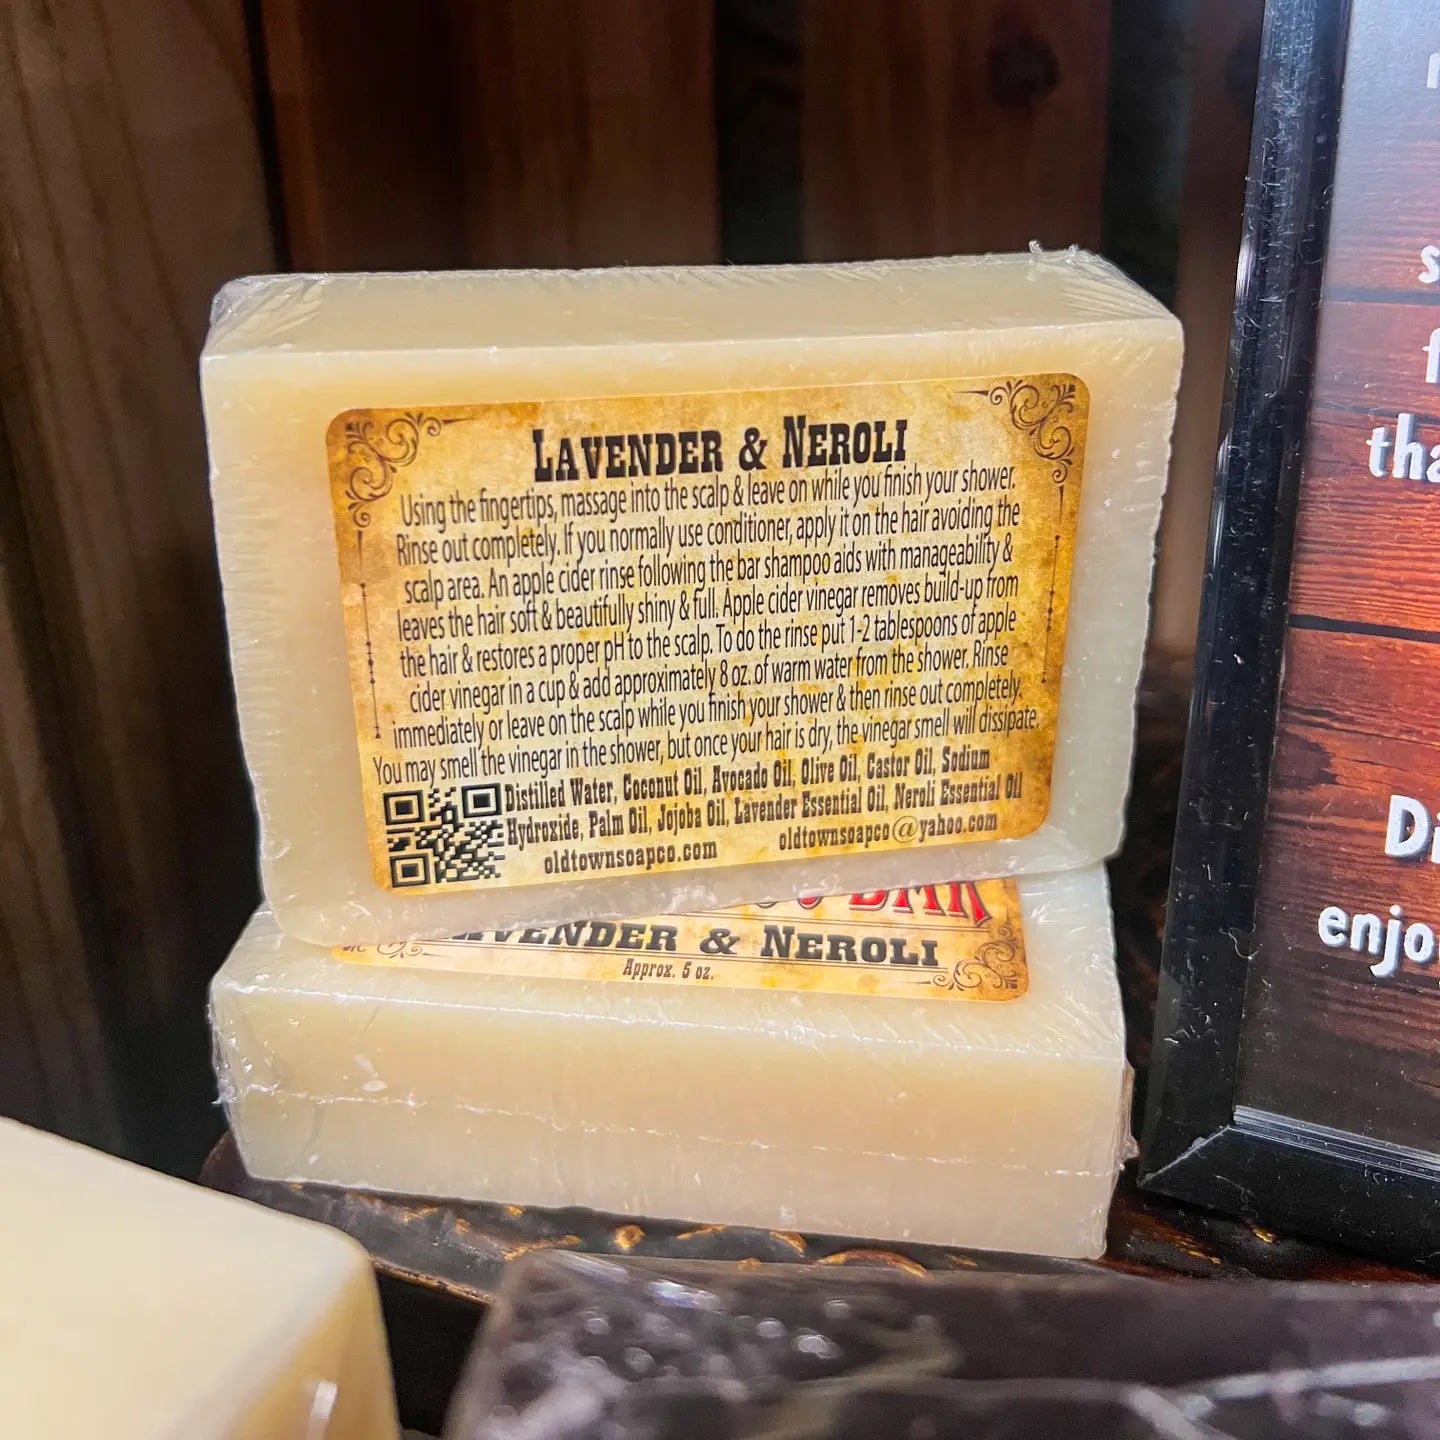 LAVENDER & NEROLI
Using the fingertips, massage into the scalp & leave on while you finish your shower.
Rinse out completely. If you normally use conditioner, apply it on the hair avoiding the
scalp area. An apple cider rinse following the bar shampoo aids with manageability &
leaves the hair soft & beautifully shiny & full. Apple cider vinegar removes build-up from
the hair & restores a proper pH to the scalp. To do the rinse put 1-2 tablespoons of apple
cider vinegar in a cup & add approximately 8 oz. of warm water from the shower. Rinse
immediately or leave on the scalp while you finish your shower & then rinse out completely.
You may smell the vinegar in the shower, but once your hair is dry, the vinegar smell will dissipate.
Distilled Water, Coconut Oil, Avocado Oil, Olive Oil, Castor Oil, Sodium
Hydroxide, Palm Oil, Jojoba Oil, Lavender Essential Oil, Neroli Essential Oil
oldtownsoapco.com oldtownsoapco@yahoo.com
BAR
LAVENDER & NEROLI
Approx. 5 oz.
tha
Di
enjo